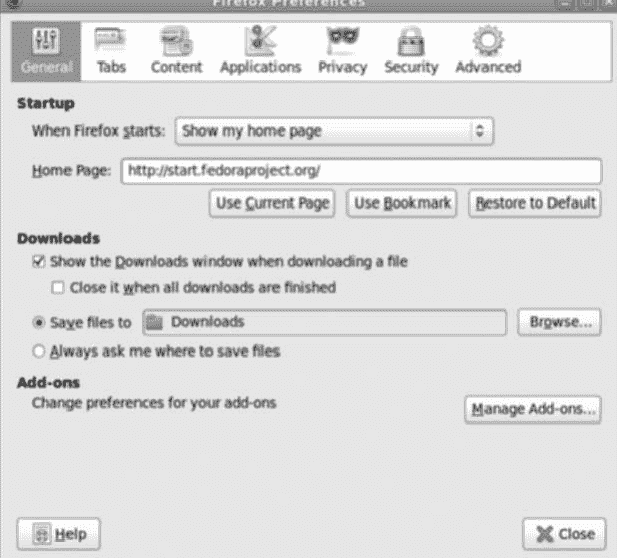 Firefox Preferences
General Tabs Content Applications Privacy Security Advanced
Startup
When Firefox starts: Show my home page
Home Page: http://start.fedoraproject.org/
Use Current Page Use Bookmark Restore to Default
Downloads
Show the Downloads window when downloading a file
Close it when all downloads are finished
Save files to Downloads Browse...
Always ask me where to save files
Add-ons
Change preferences for your add-ons
Manage Add-ons...
Help Close